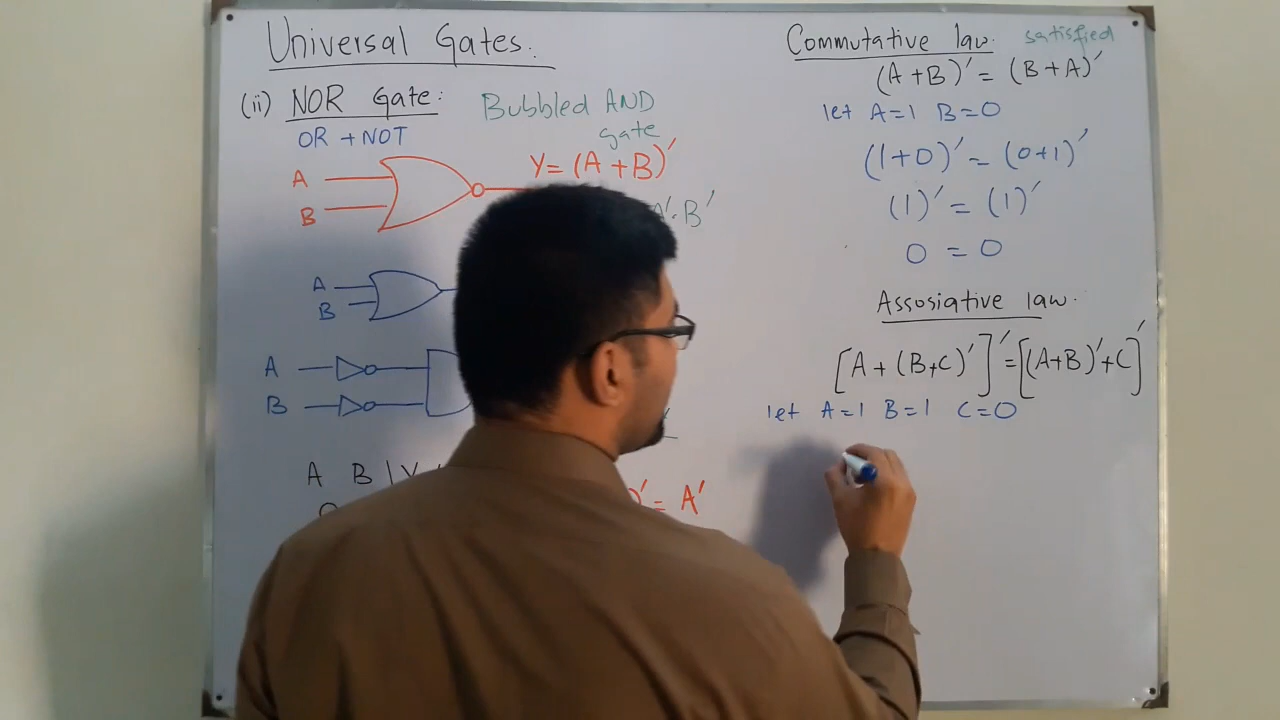 Universal Gates.
(ii) NOR Gate:
Bubbled AND
gate
OR + NOT
A
B
Y = (A + B)'
A'·B'
A
B
A
B
A B | Y
= A'
Commutative law. satisfied
(A + B)' = (B + A)'
let A=1 B=0
(1+0)' = (0+1)'
(1)' = (1)'
0 = 0
Assosiative law.
[A + (B+C)']' = [(A+B)'+C]'
let A=1 B=1 C=0